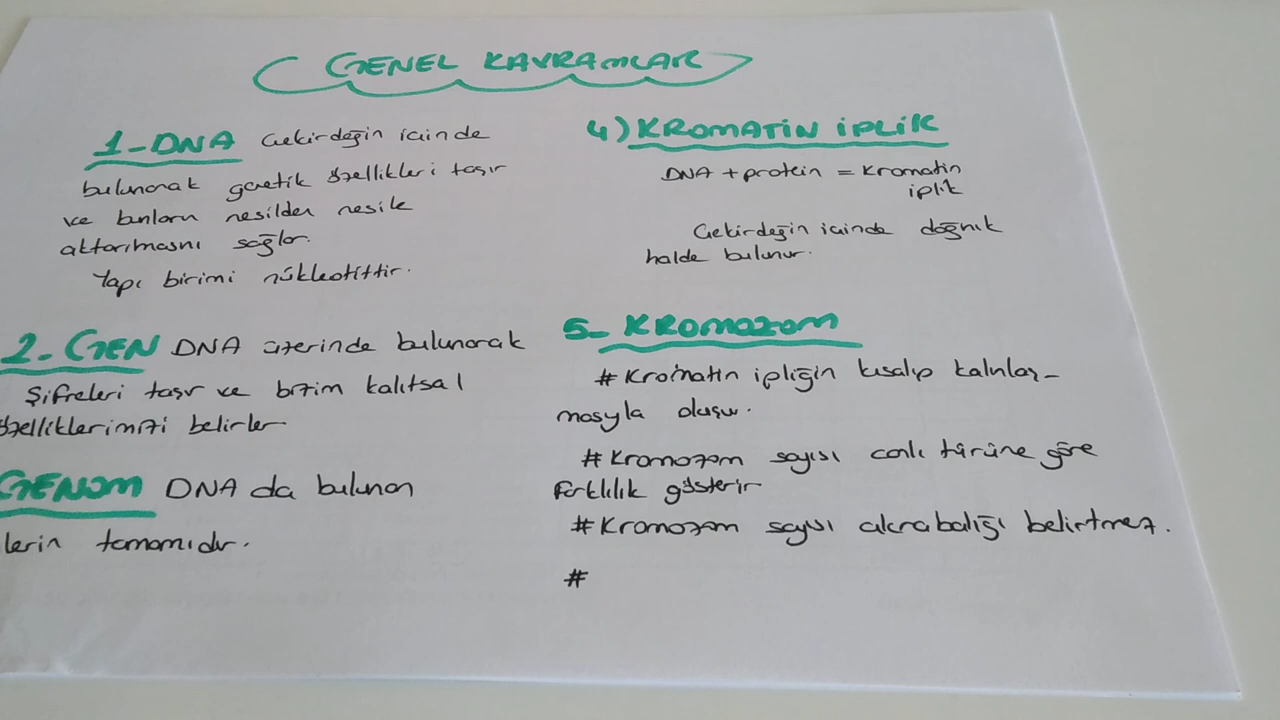 GENEL KAVRAMLAR
1-DNA Çekirdeğin içinde
bulunarak genetik özellikleri taşır
ve bunların nesilden nesile
aktarılmasını sağlar.
Yapı birimi nükleotittir.
2-GEN DNA üzerinde bulunarak
Şifreleri taşır ve bizim kalıtsal
özelliklerimizi belirler
GENOM DNA da bulunan
lerin tamamıdır.
4) KROMATİN İPLİK
DNA + protein = Kromatin
iplik
Çekirdeğin içinde dağınık
halde bulunur.
5- KROMOZOM
# Kromatin ipliğin kısalıp kalınlaş-
masıyla oluşur.
# Kromozom sayısı canlı türüne göre
farklılık gösterir
# Kromozom sayısı akrabalığı belirtmez.
#